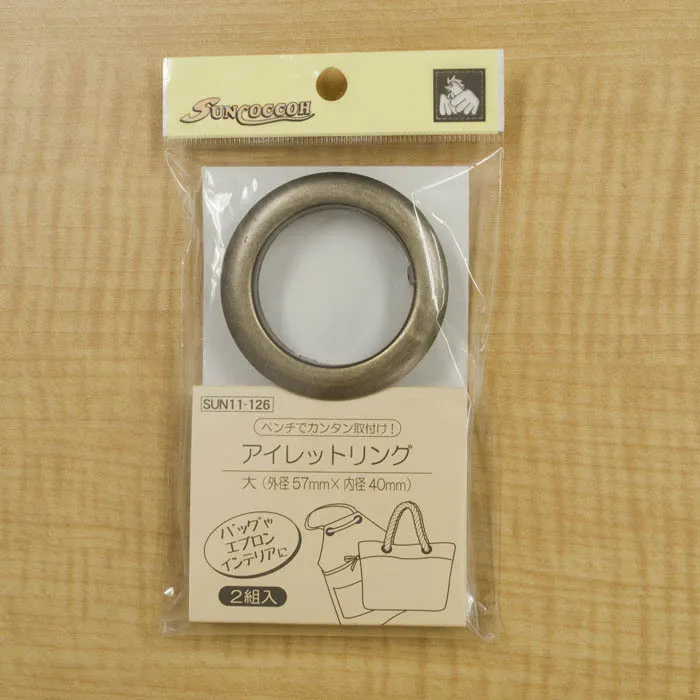 SUNCOCCOH
SUN11-126
ペンチでカンタン取付け!
アイレットリング
大(外径57mm×内径40mm)
バッグや
エプロン
インテリアに
2組入